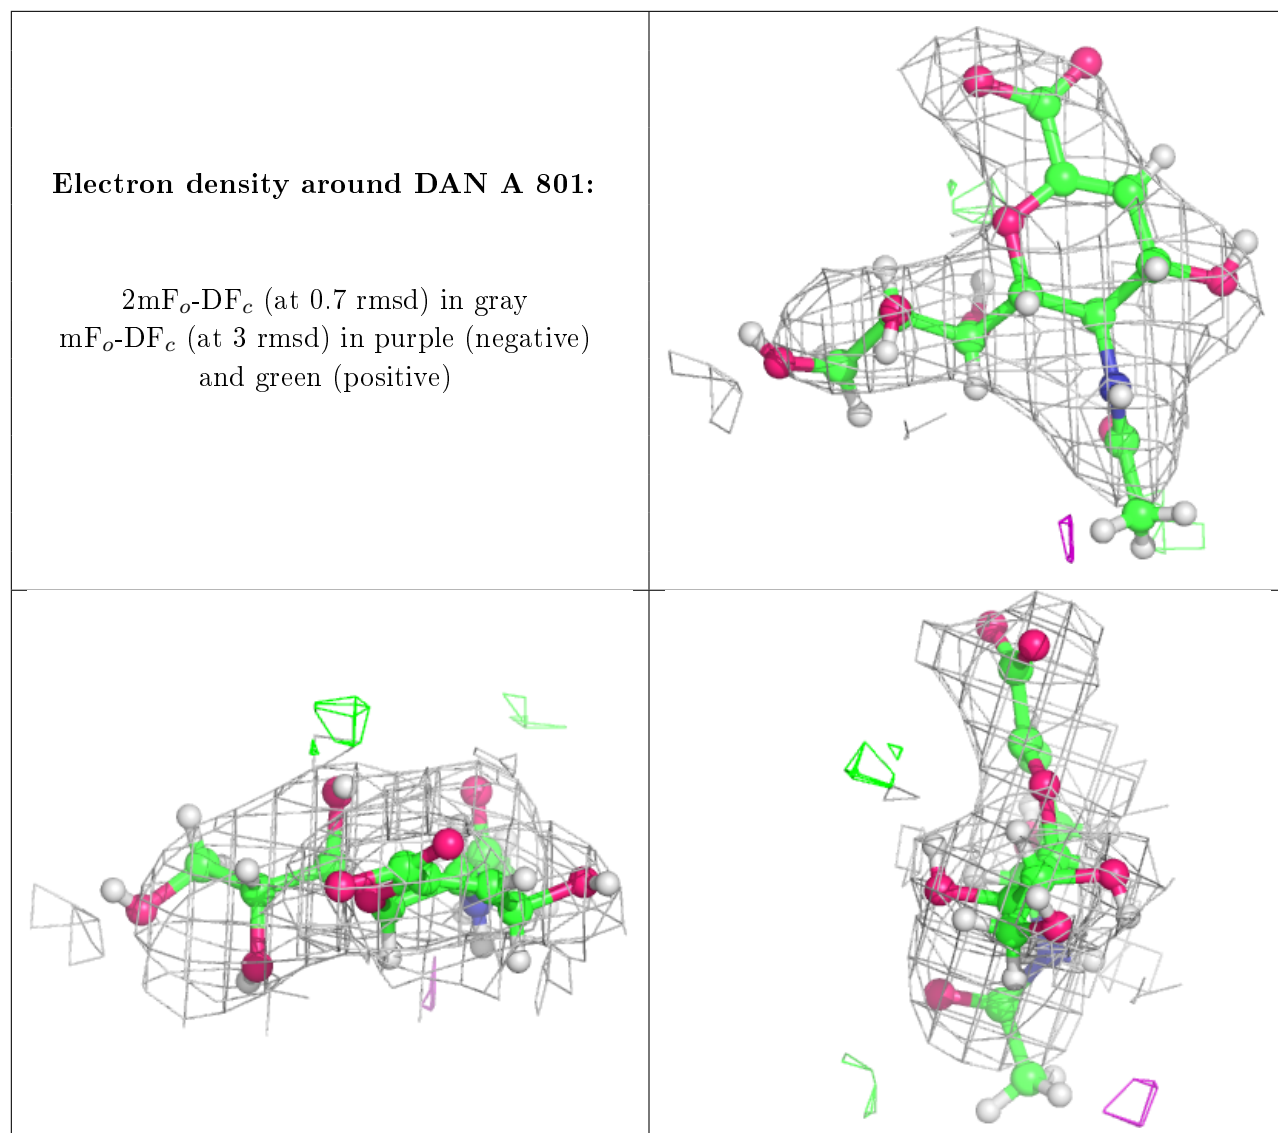 Electron density around DAN A 801:
2mFₒ-DF𝒸 (at 0.7 rmsd) in gray
mFₒ-DF𝒸 (at 3 rmsd) in purple (negative)
and green (positive)